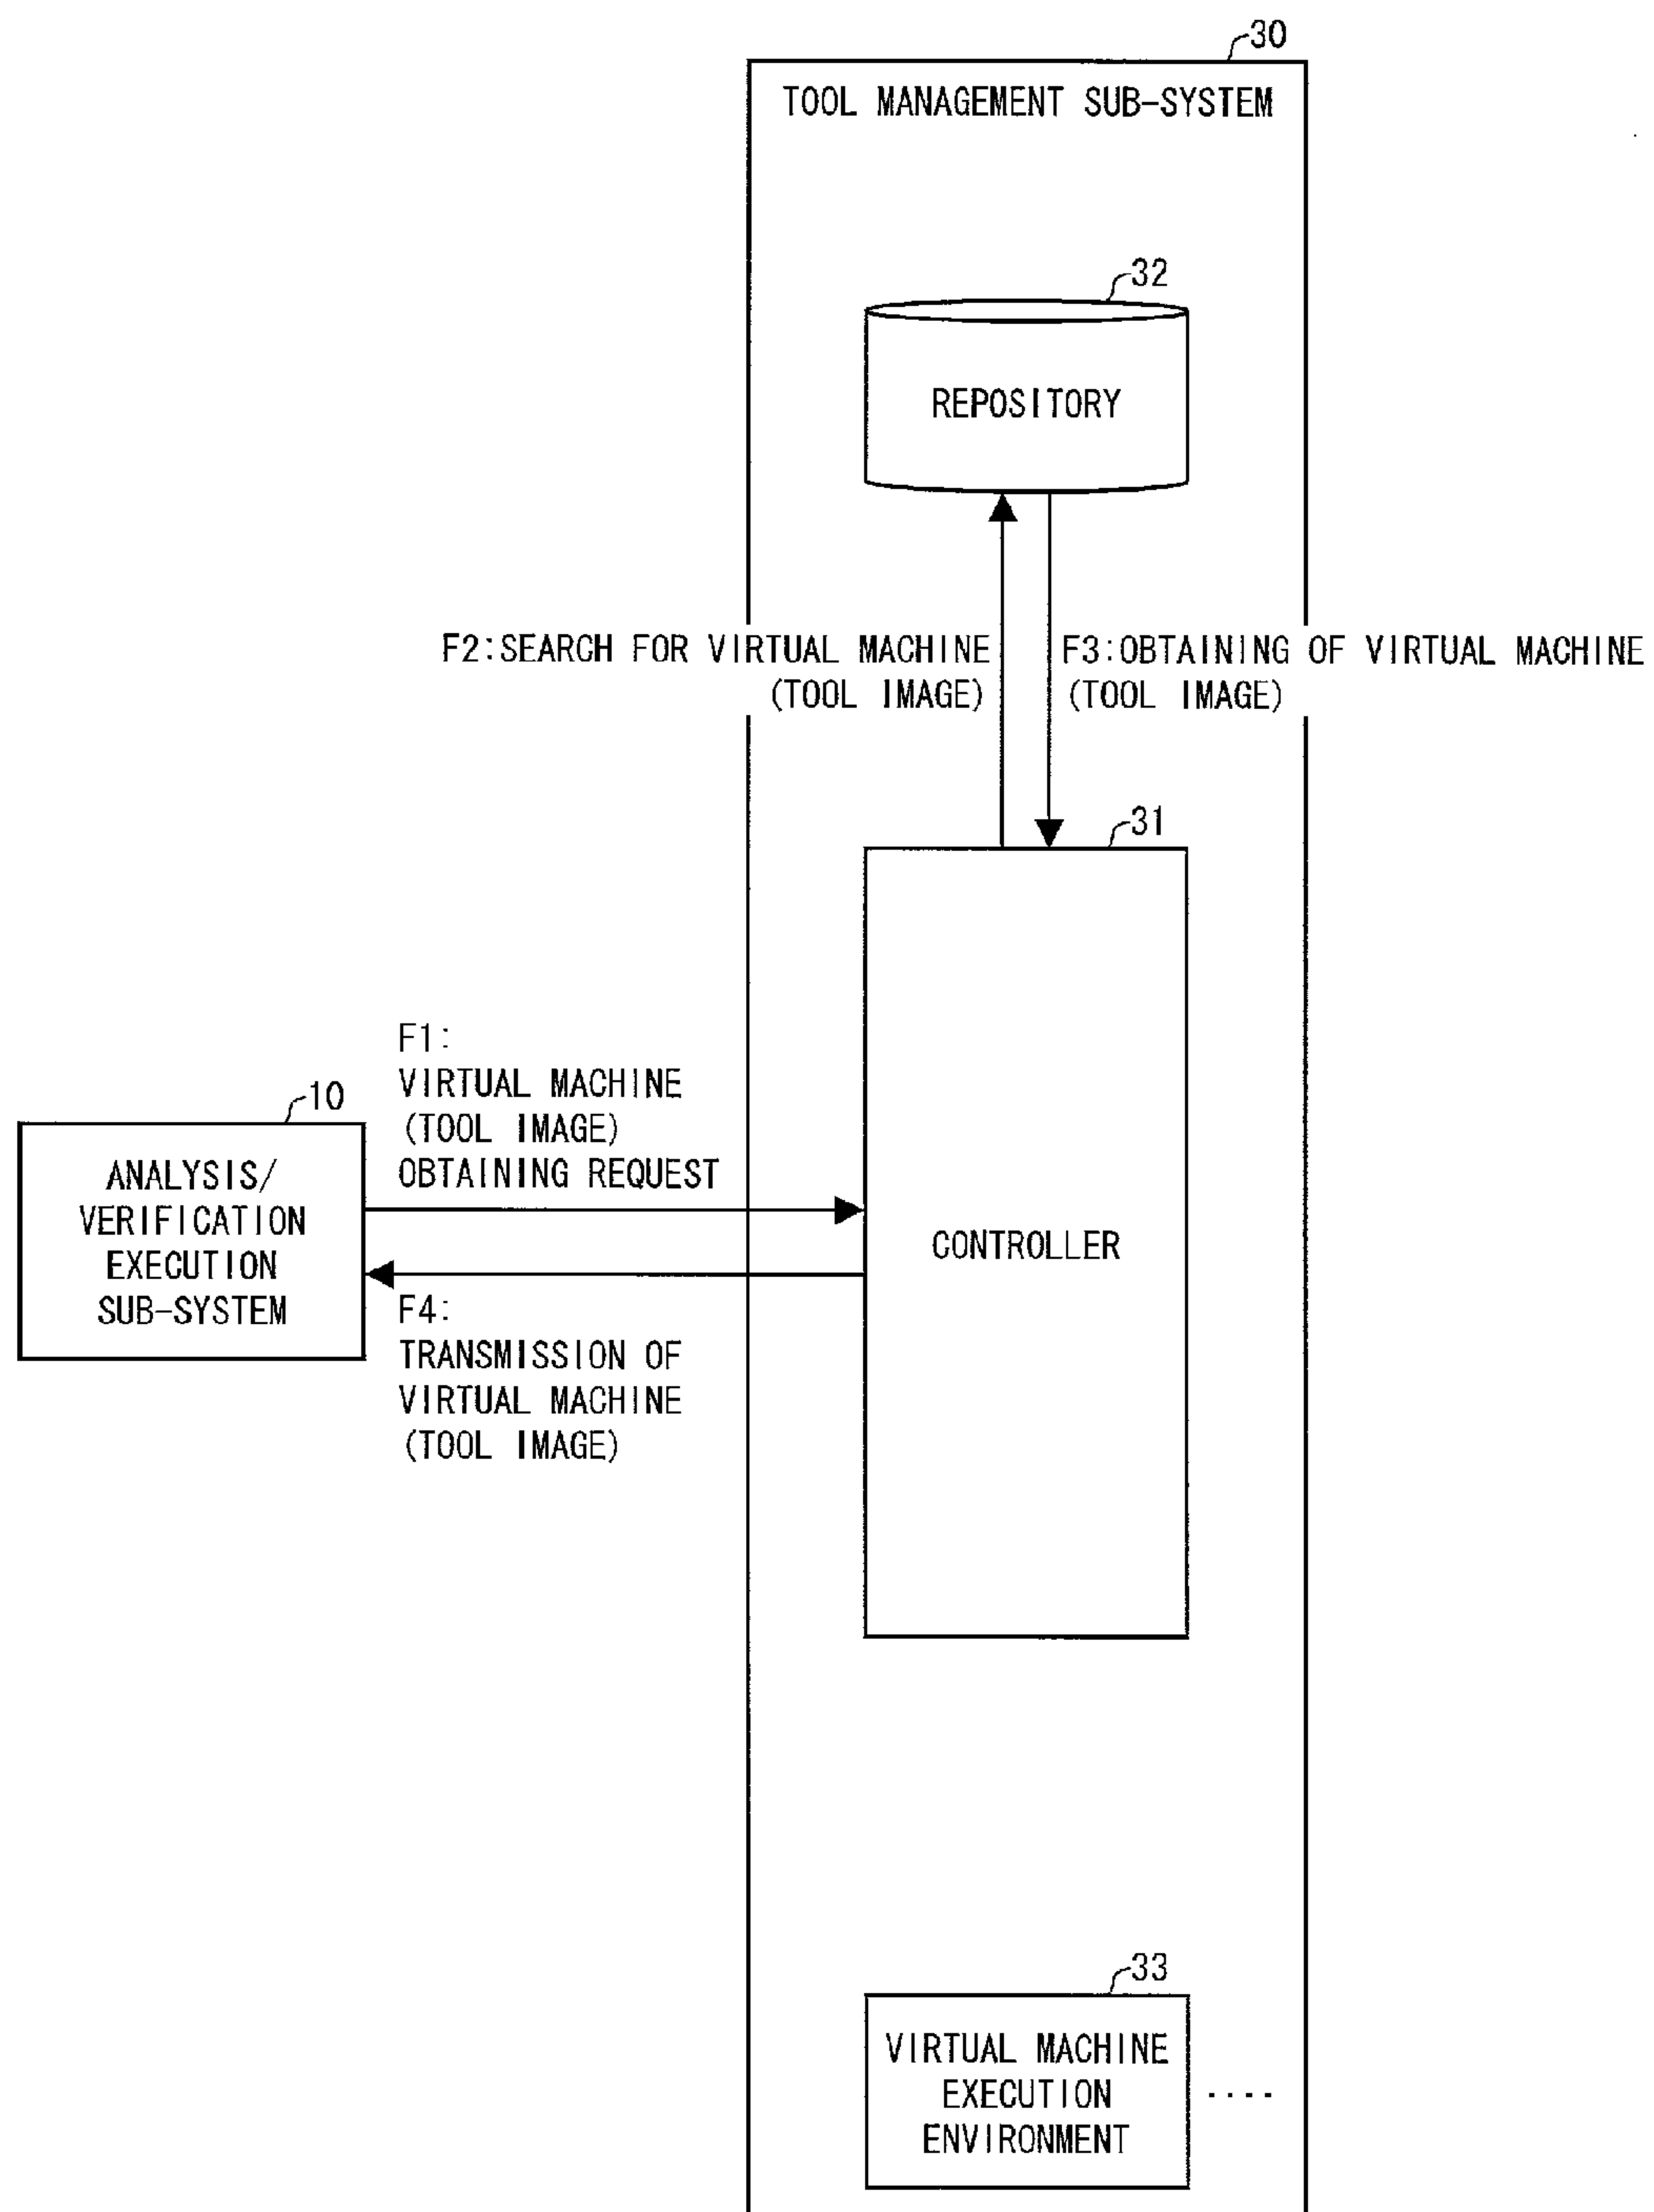 30
TOOL MANAGEMENT SUB-SYSTEM
32
REPOSITORY
F2:SEARCH FOR VIRTUAL MACHINE
(TOOL IMAGE)
F3:OBTAINING OF VIRTUAL MACHINE
(TOOL IMAGE)
31
CONTROLLER
F1:
VIRTUAL MACHINE
(TOOL IMAGE)
OBTAINING REQUEST
10
ANALYSIS/
VERIFICATION
EXECUTION
SUB-SYSTEM
F4:
TRANSMISSION OF
VIRTUAL MACHINE
(TOOL IMAGE)
33
VIRTUAL MACHINE
EXECUTION
ENVIRONMENT
....